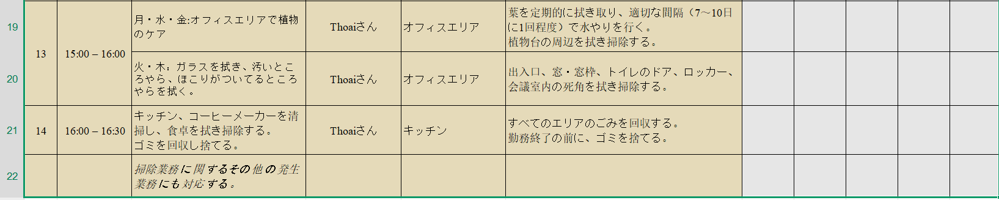 19
月・水・金:オフィスエリアで植物
のケア
Thoaiさん
オフィスエリア
葉を定期的に拭き取り、適切な間隔（7～10日
に1回程度）で水やりを行く。
植物台の周辺を拭き掃除する。
13
15:00 – 16:00
20
火・木：ガラスを拭き、汚いとこ
ろやら、ほこりがついてるところ
やらを拭く。
Thoaiさん
オフィスエリア
出入口、窓・窓枠、トイレのドア、ロッカー、
会議室内の死角を拭き掃除する。
21
14
16:00 – 16:30
キッチン、コーヒーメーカーを清
掃し、食卓を拭き掃除する。
ゴミを回収し捨てる。
Thoaiさん
キッチン
すべてのエリアのごみを回収する。
勤務終了の前に、ゴミを捨てる。
22
掃除業務に関するその他の発生
業務にも対応する。